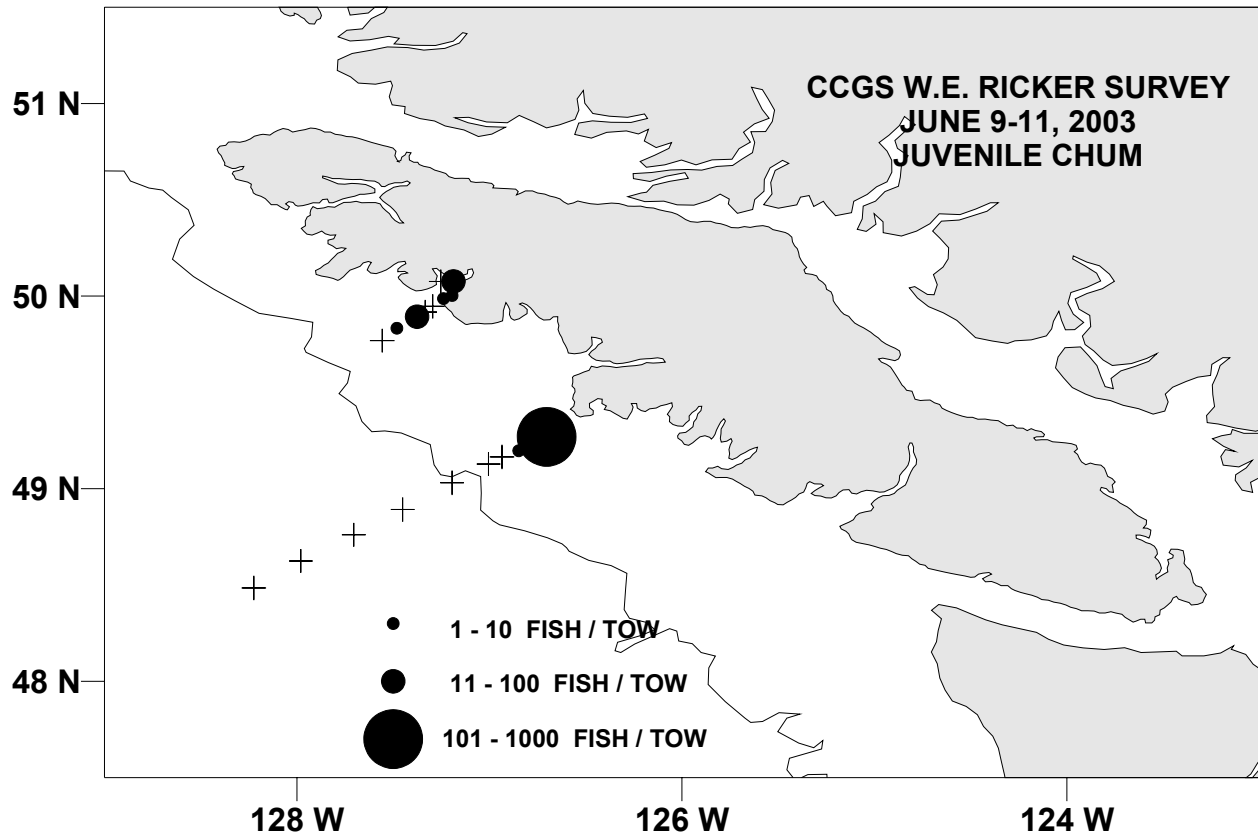 CCGS W.E. RICKER SURVEY
JUNE 9-11, 2003
JUVENILE CHUM
51 N
50 N
49 N
48 N
1 - 10 FISH / TOW
11 - 100 FISH / TOW
101 - 1000 FISH / TOW
128 W
126 W
124 W